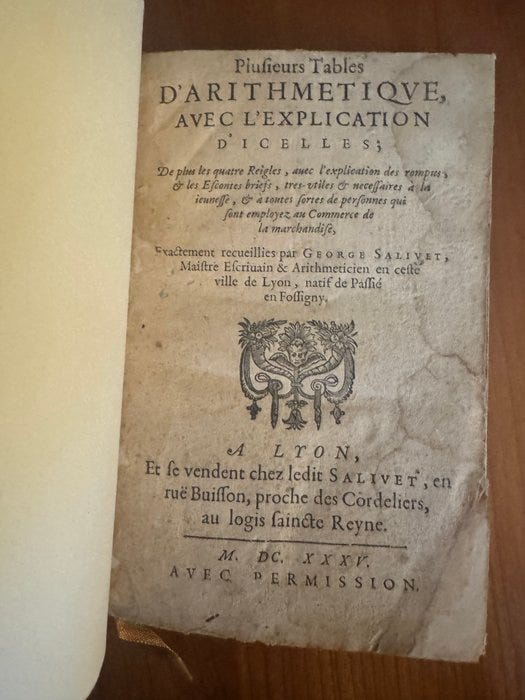 Pluſieurs Tables
D'ARITHMETIQVE,
AVEC L'EXPLICATION
D'ICELLES;
De plus les quatre Reigles, auec l'explication des rompus,
& les Eſcontes briefs, tres-vtiles & neceſſaires à la
ieuneſſe, & a toutes ſortes de perſonnes qui
ſont employez au Commerce de
la marchandiſe,
Exactement recueillies par GEORGE SALIVET,
Maiſtre Eſcriuain & Arithmeticien en ceſte
ville de Lyon, natif de Paſſié
en Foſſigny.
A LYON,
Et ſe vendent chez ledit SALIVET, en
ruë Buiſſon, proche des Cordeliers,
au logis ſaincte Reyne.
M. DC. XXXV.
AVEC PERMISSION.